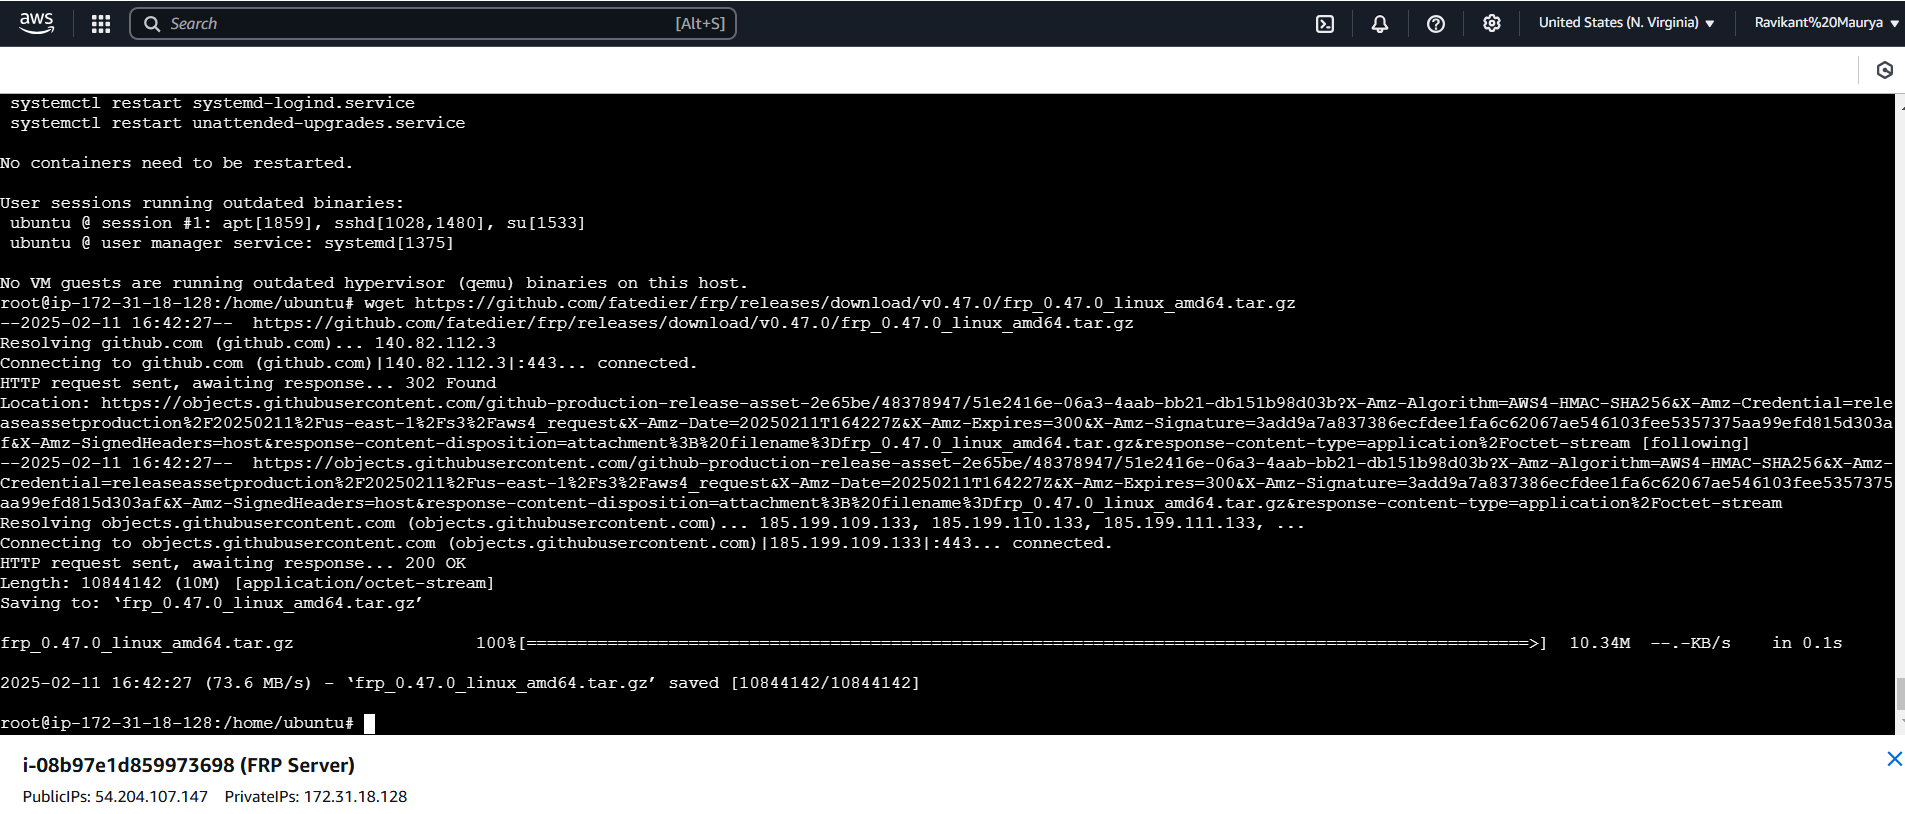 aws
Search [Alt+S]
United States (N. Virginia) Ravikant%20Maurya
systemctl restart systemd-logind.service
systemctl restart unattended-upgrades.service
No containers need to be restarted.
User sessions running outdated binaries:
ubuntu @ session #1: apt[1859], sshd[1028,1480], su[1533]
ubuntu @ user manager service: systemd[1375]
No VM guests are running outdated hypervisor (qemu) binaries on this host.
root@ip-172-31-18-128:/home/ubuntu# wget https://github.com/fatedier/frp/releases/download/v0.47.0/frp_0.47.0_linux_amd64.tar.gz
--2025-02-11 16:42:27--  https://github.com/fatedier/frp/releases/download/v0.47.0/frp_0.47.0_linux_amd64.tar.gz
Resolving github.com (github.com)... 140.82.112.3
Connecting to github.com (github.com)|140.82.112.3|:443... connected.
HTTP request sent, awaiting response... 302 Found
Location: https://objects.githubusercontent.com/github-production-release-asset-2e65be/48378947/51e2416e-06a3-4aab-bb21-db151b98d03b?X-Amz-Algorithm=AWS4-HMAC-SHA256&X-Amz-Credential=rele
easeassetproduction%2F20250211%2Fus-east-1%2Fs3%2Faws4_request&X-Amz-Date=20250211T164227Z&X-Amz-Expires=300&X-Amz-Signature=3add9a7a837386ecfdee1fa6c62067ae546103fee5357375aa99efd815d303a
f&X-Amz-SignedHeaders=host&response-content-disposition=attachment%3B%20filename%3Dfrp_0.47.0_linux_amd64.tar.gz&response-content-type=application%2Foctet-stream [following]
--2025-02-11 16:42:27--  https://objects.githubusercontent.com/github-production-release-asset-2e65be/48378947/51e2416e-06a3-4aab-bb21-db151b98d03b?X-Amz-Algorithm=AWS4-HMAC-SHA256&X-Amz-
Credential=releaseassetproduction%2F20250211%2Fus-east-1%2Fs3%2Faws4_request&X-Amz-Date=20250211T164227Z&X-Amz-Expires=300&X-Amz-Signature=3add9a7a837386ecfdee1fa6c62067ae546103fee5357375
aa99efd815d303af&X-Amz-SignedHeaders=host&response-content-disposition=attachment%3B%20filename%3Dfrp_0.47.0_linux_amd64.tar.gz&response-content-type=application%2Foctet-stream
Resolving objects.githubusercontent.com (objects.githubusercontent.com)... 185.199.109.133, 185.199.110.133, 185.199.111.133, ...
Connecting to objects.githubusercontent.com (objects.githubusercontent.com)|185.199.109.133|:443... connected.
HTTP request sent, awaiting response... 200 OK
Length: 10844142 (10M) [application/octet-stream]
Saving to: ‘frp_0.47.0_linux_amd64.tar.gz’
frp_0.47.0_linux_amd64.tar.gz 100%[===================================================================================================>] 10.34M --.-KB/s in 0.1s
2025-02-11 16:42:27 (73.6 MB/s) - ‘frp_0.47.0_linux_amd64.tar.gz’ saved [10844142/10844142]
root@ip-172-31-18-128:/home/ubuntu#
i-08b97e1d859973698 (FRP Server)
PublicIPs: 54.204.107.147 PrivateIPs: 172.31.18.128